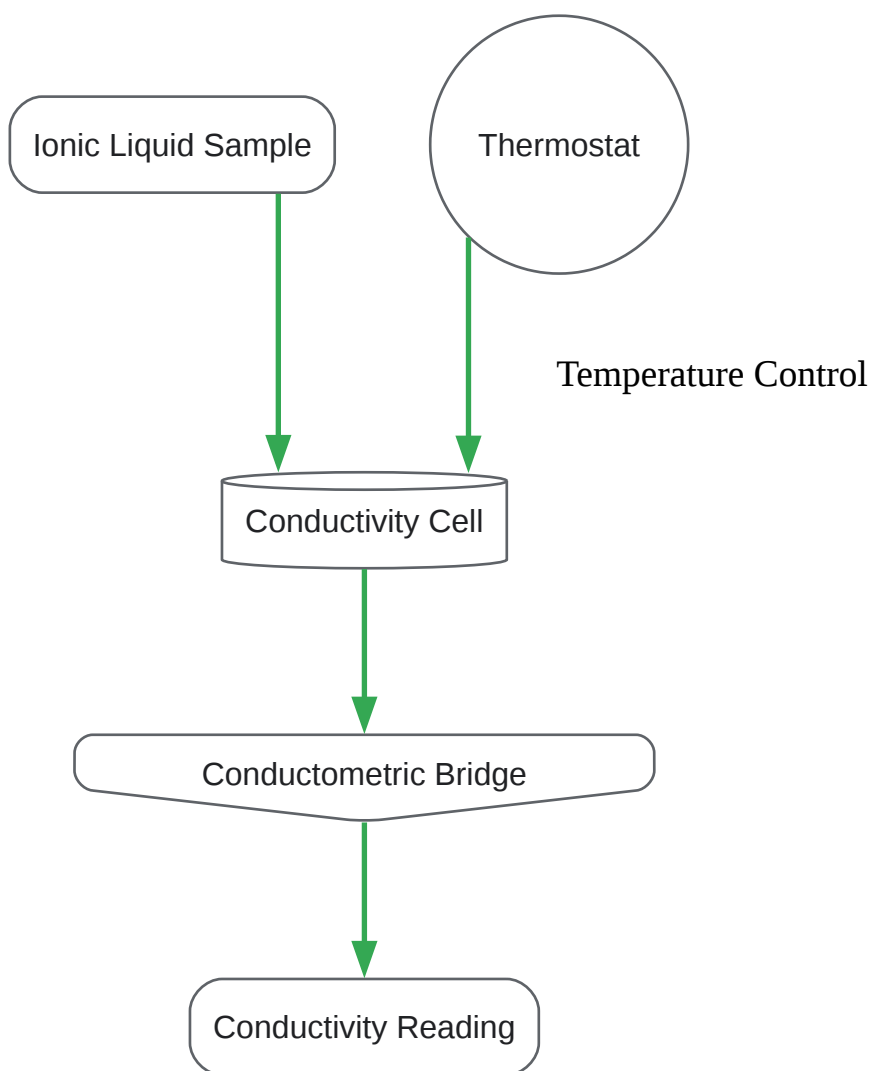 Ionic Liquid Sample
Thermostat
Temperature Control
Conductivity Cell
Conductometric Bridge
Conductivity Reading